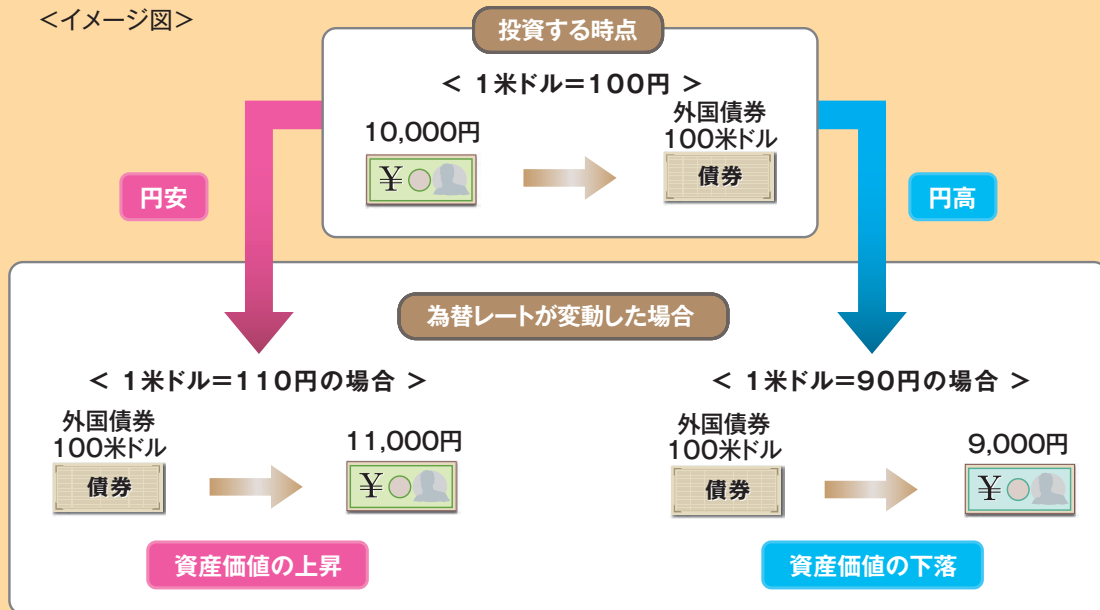 ＜イメージ図＞
投資する時点
＜ 1米ドル＝100円 ＞
10,000円
外国債券
100米ドル
¥
債券
円安
円高
為替レートが変動した場合
＜ 1米ドル＝110円の場合 ＞
外国債券
100米ドル
債券
11,000円
¥
資産価値の上昇
＜ 1米ドル＝90円の場合 ＞
外国債券
100米ドル
債券
9,000円
¥
資産価値の下落